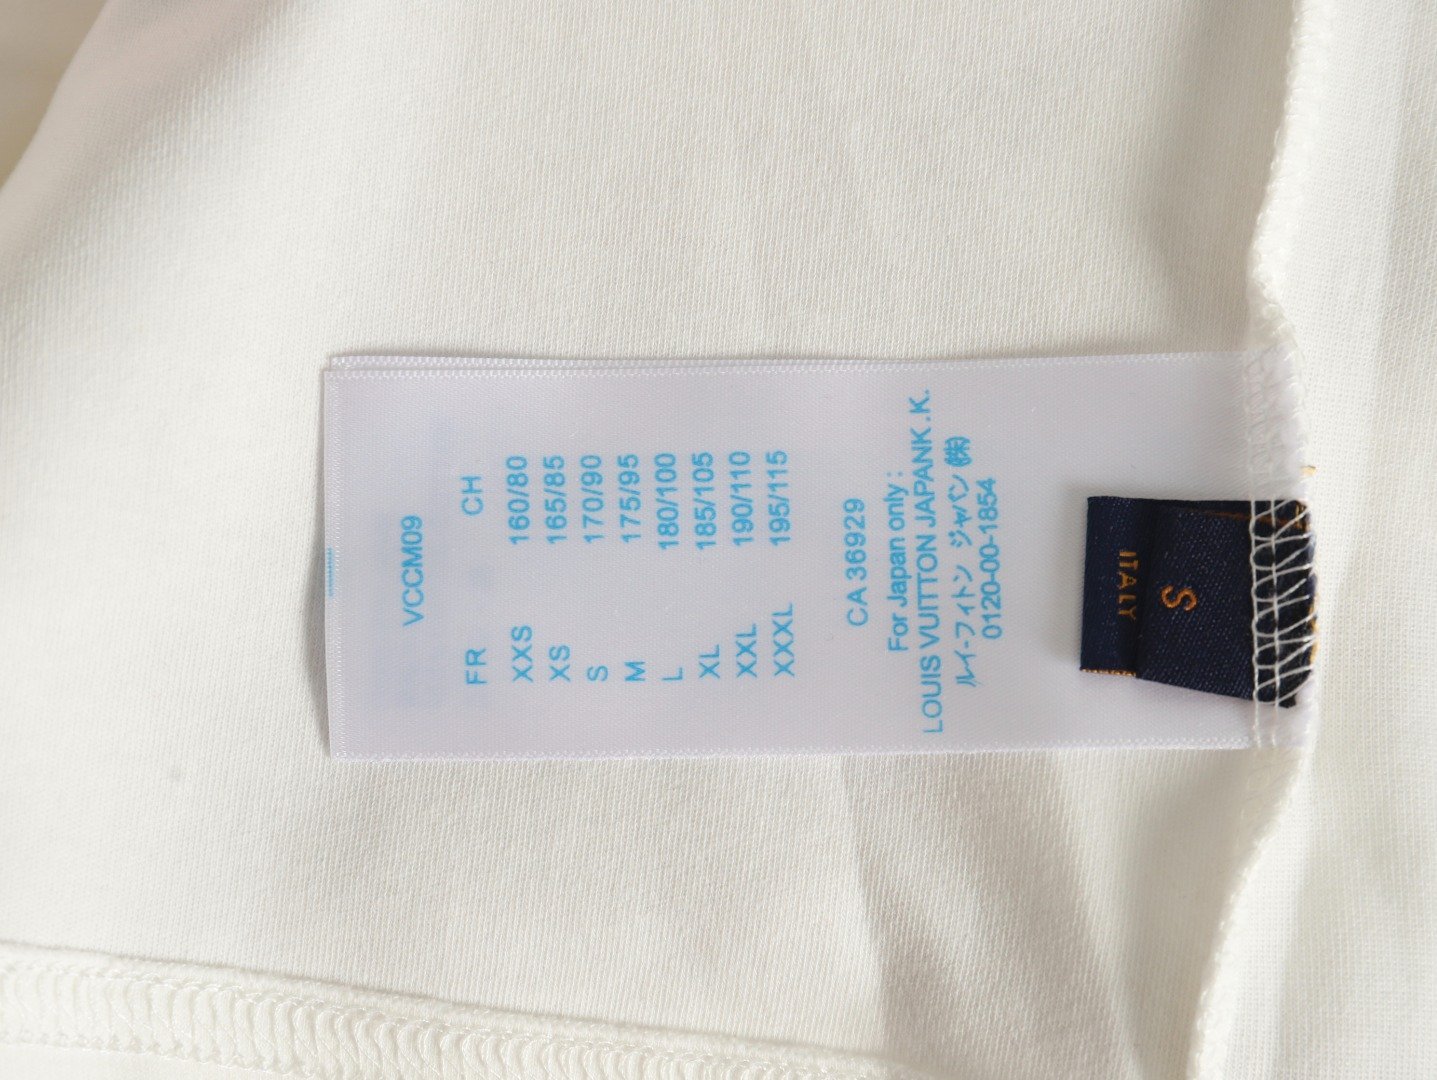 VCCM09
FR CH
XXS 160/80
XS 165/85
S 170/90
M 175/95
L 180/100
XL 185/105
XXL 190/110
XXXL 195/115
CA 36929
For Japan only :
LOUIS VUITTON JAPANK.K.
ルイ-フィトン ジャパン (株)
0120-00-1854
ITALY
S